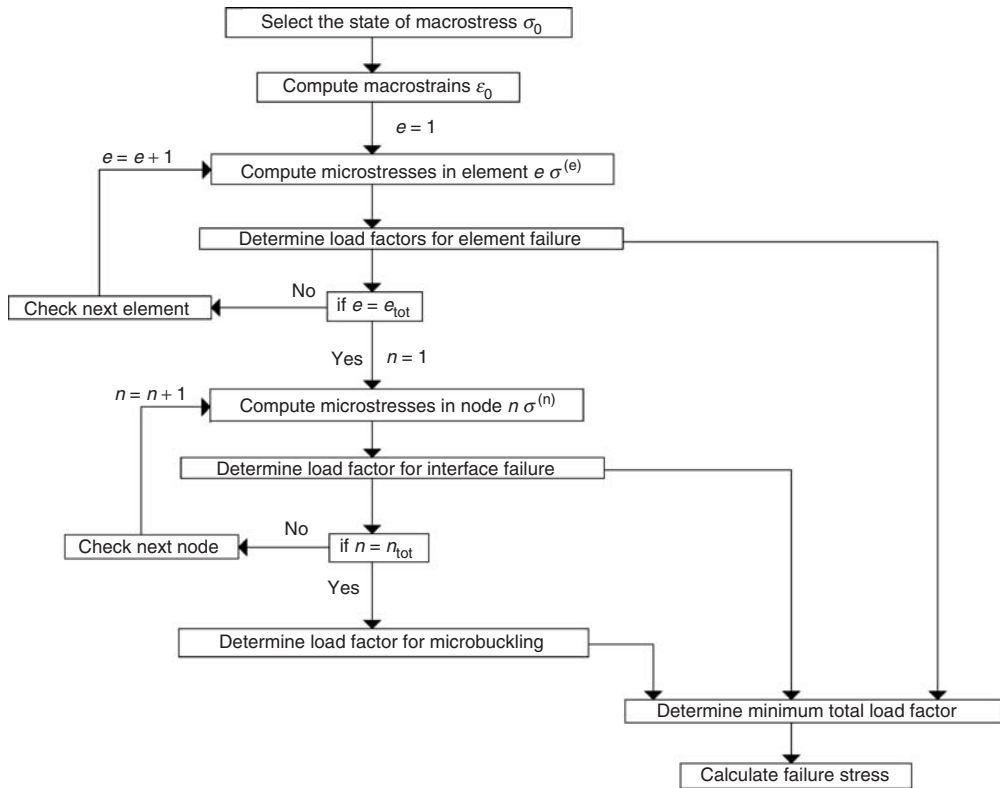 Select the state of macrostress σ₀
Compute macrostrains ε₀
e = 1
e = e + 1
Compute microstresses in element e σ⁽ᵉ⁾
Determine load factors for element failure
No
Check next element
if e = eₜₒₜ
Yes
n = 1
n = n + 1
Compute microstresses in node n σ⁽ⁿ⁾
Determine load factor for interface failure
No
Check next node
if n = nₜₒₜ
Yes
Determine load factor for microbuckling
Determine minimum total load factor
Calculate failure stress